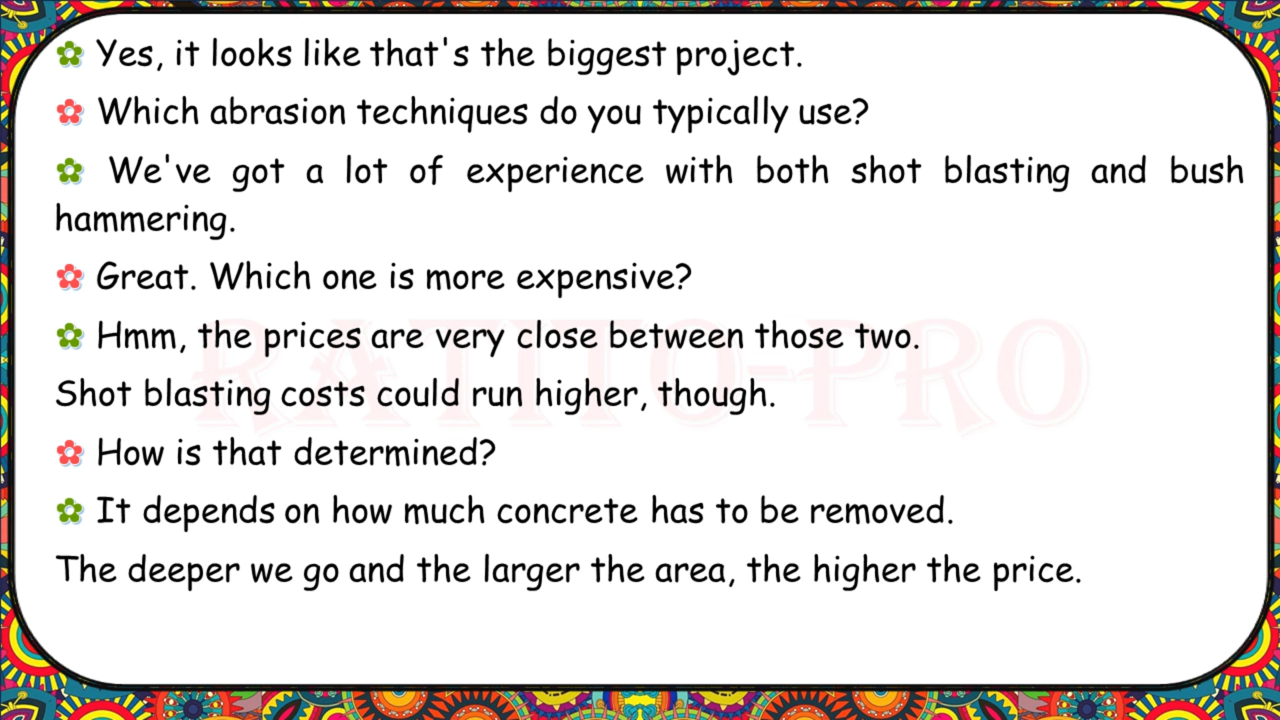 Yes, it looks like that's the biggest project.
Which abrasion techniques do you typically use?
We've got a lot of experience with both shot blasting and bush
hammering.
Great. Which one is more expensive?
Hmm, the prices are very close between those two.
RATITO-PRO
Shot blasting costs could run higher, though.
How is that determined?
It depends on how much concrete has to be removed.
The deeper we go and the larger the area, the higher the price.